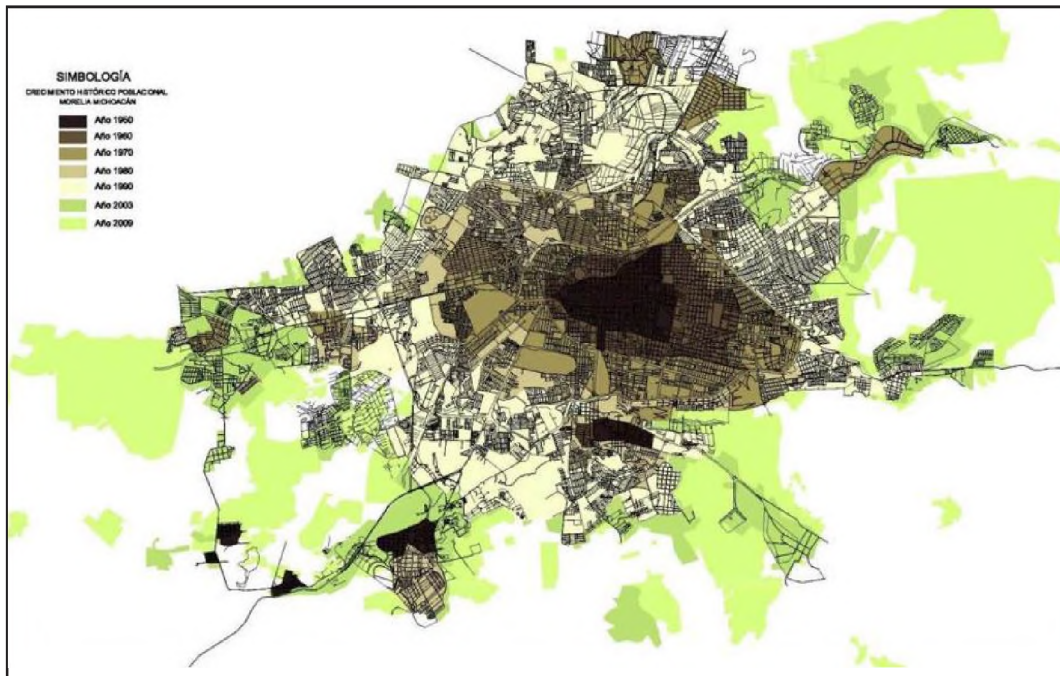 SIMBOLOGÍA
CRECIMIENTO HISTÓRICO POBLACIONAL
MORELIA MICHOACÁN
Año 1950
Año 1960
Año 1970
Año 1980
Año 1990
Año 2003
Año 2009